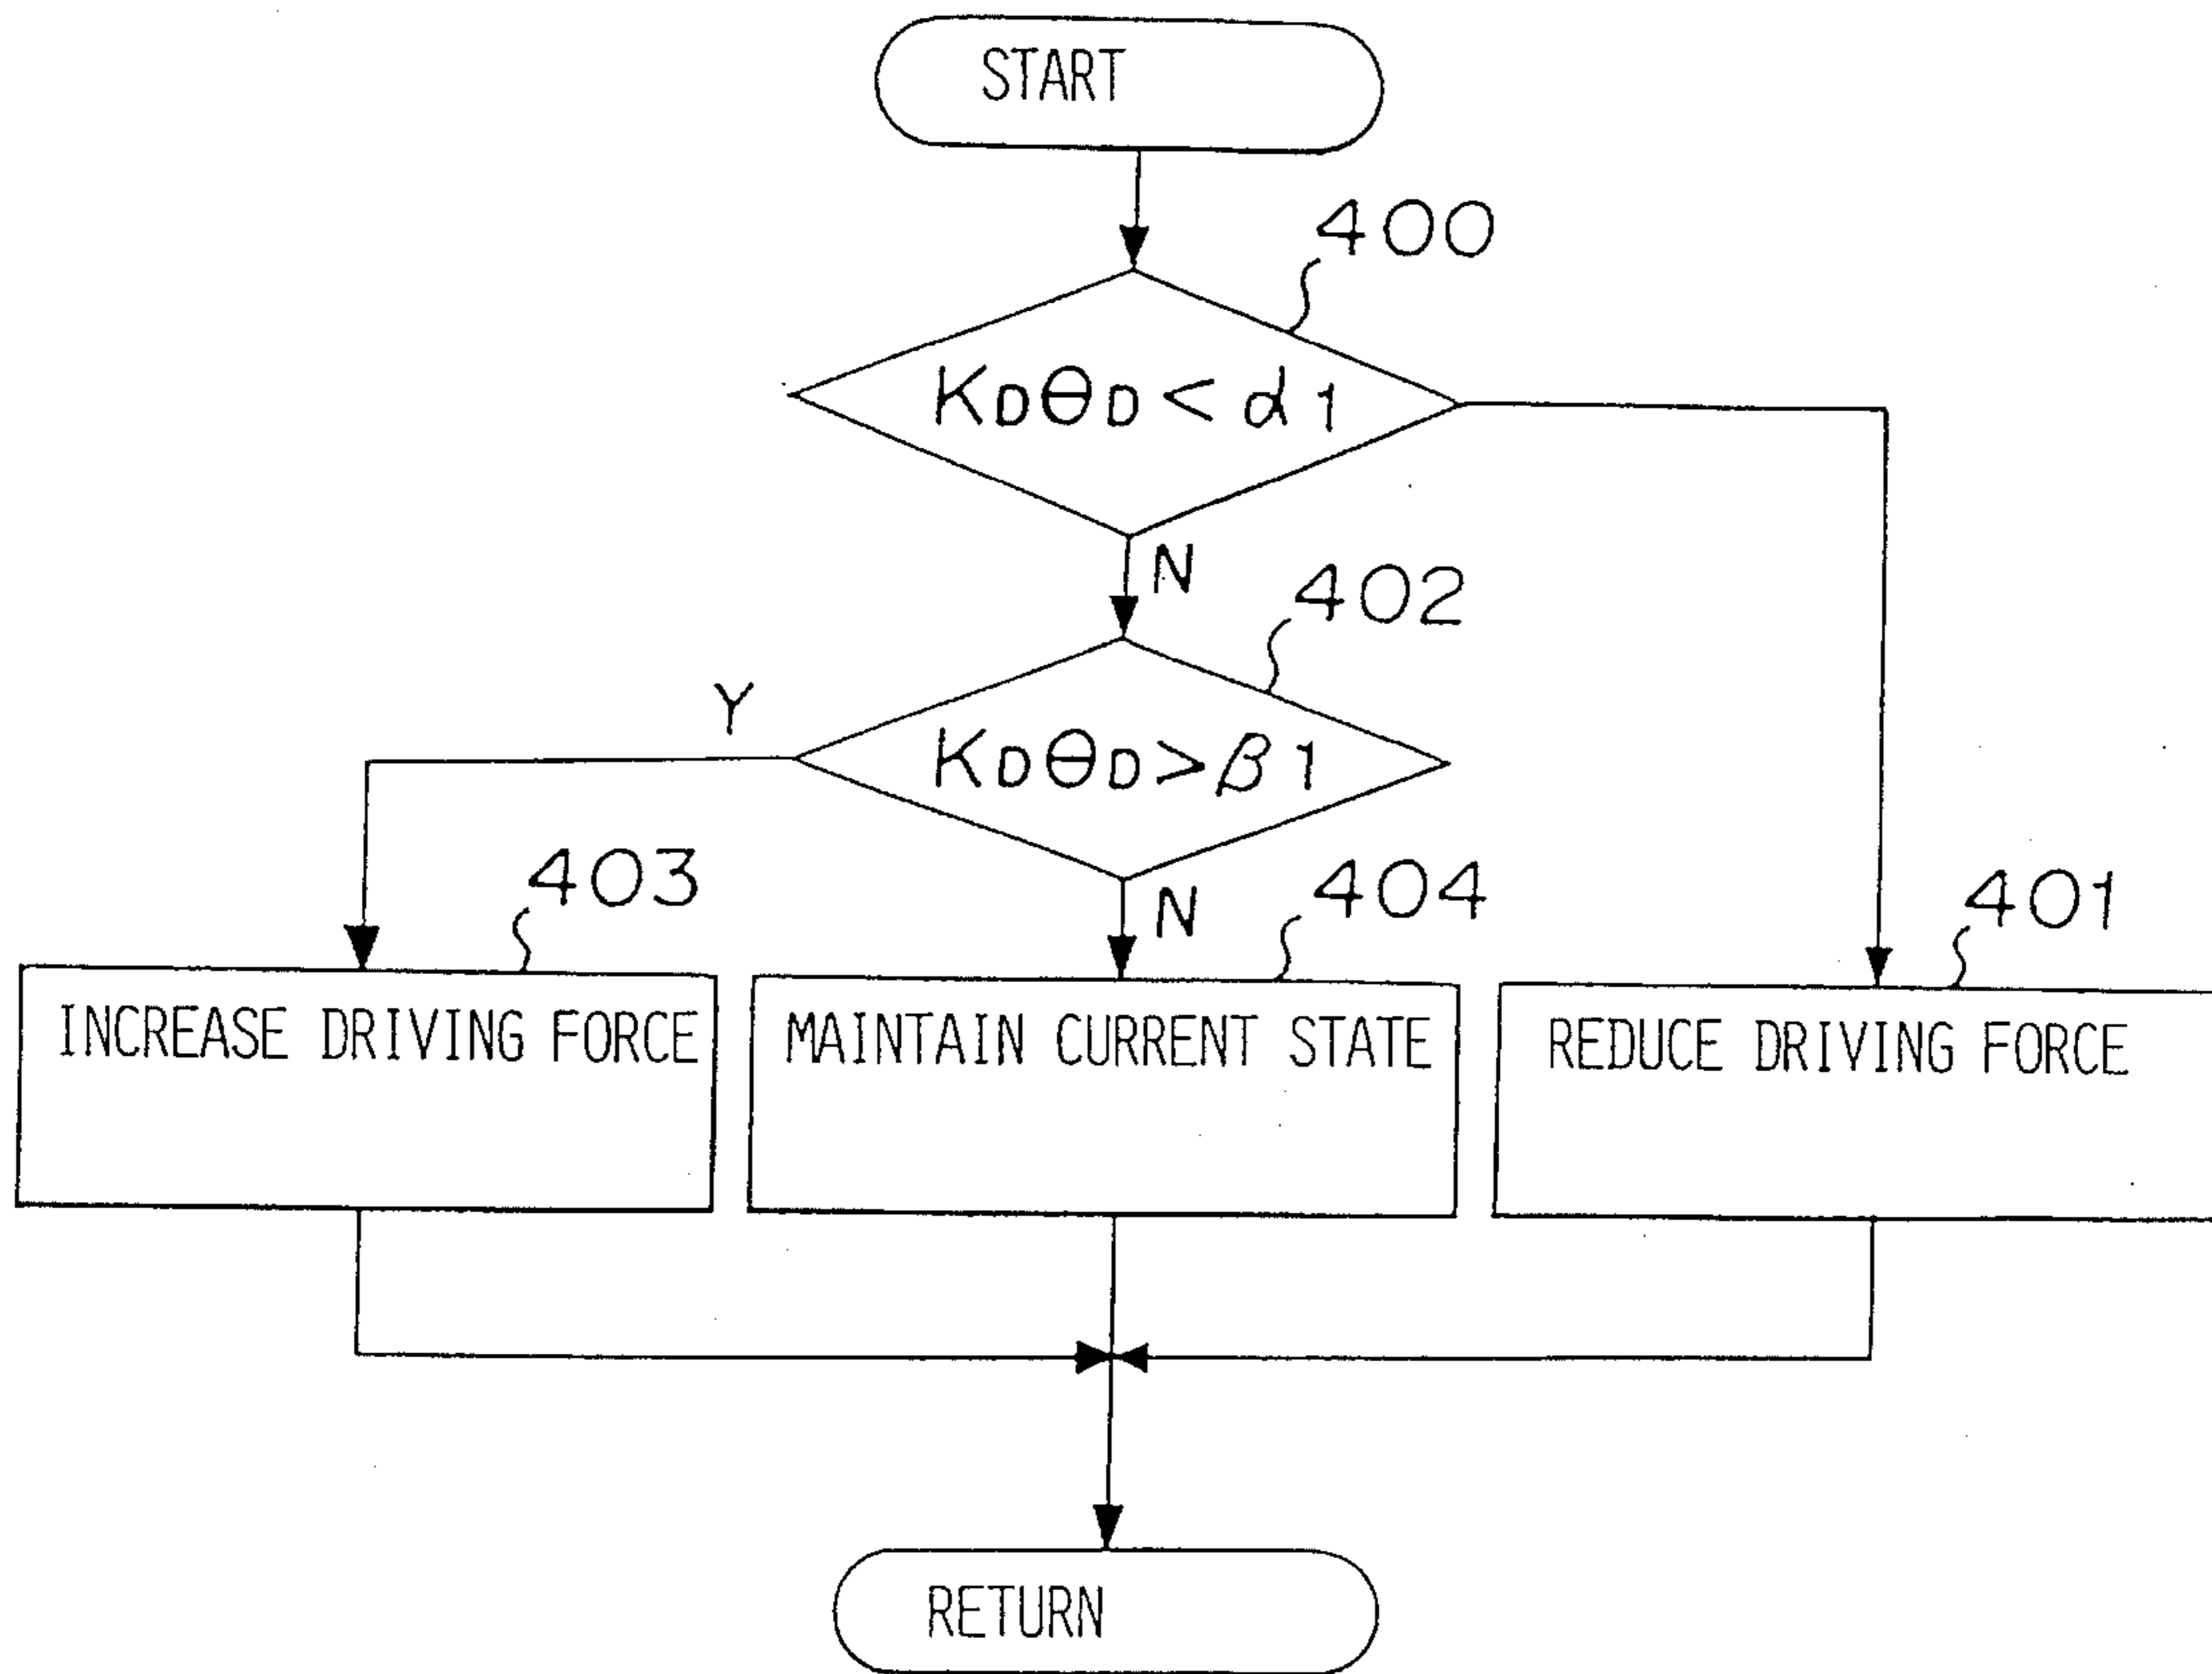 START
400
KDΘD < α1
N
402
Y
KDΘD > β1
403
N
404
401
INCREASE DRIVING FORCE
MAINTAIN CURRENT STATE
REDUCE DRIVING FORCE
RETURN